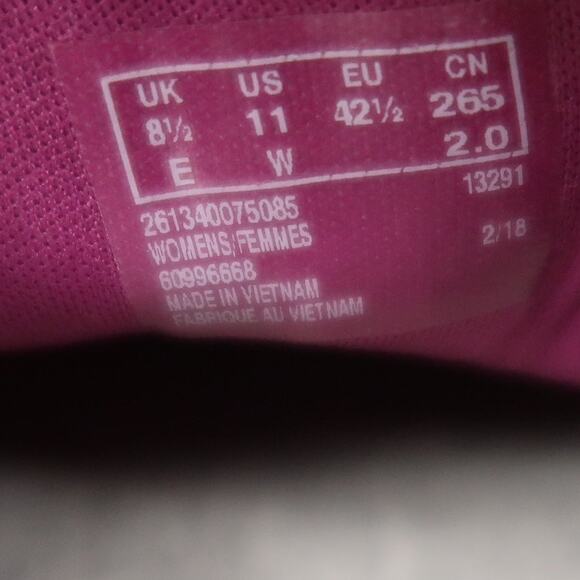 UK US EU CN
8½ 11 42½ 265
E W 2.0
261340075085 13291
WOMENS/FEMMES 2/18
60996668
MADE IN VIETNAM
FABRIQUE AU VIETNAM